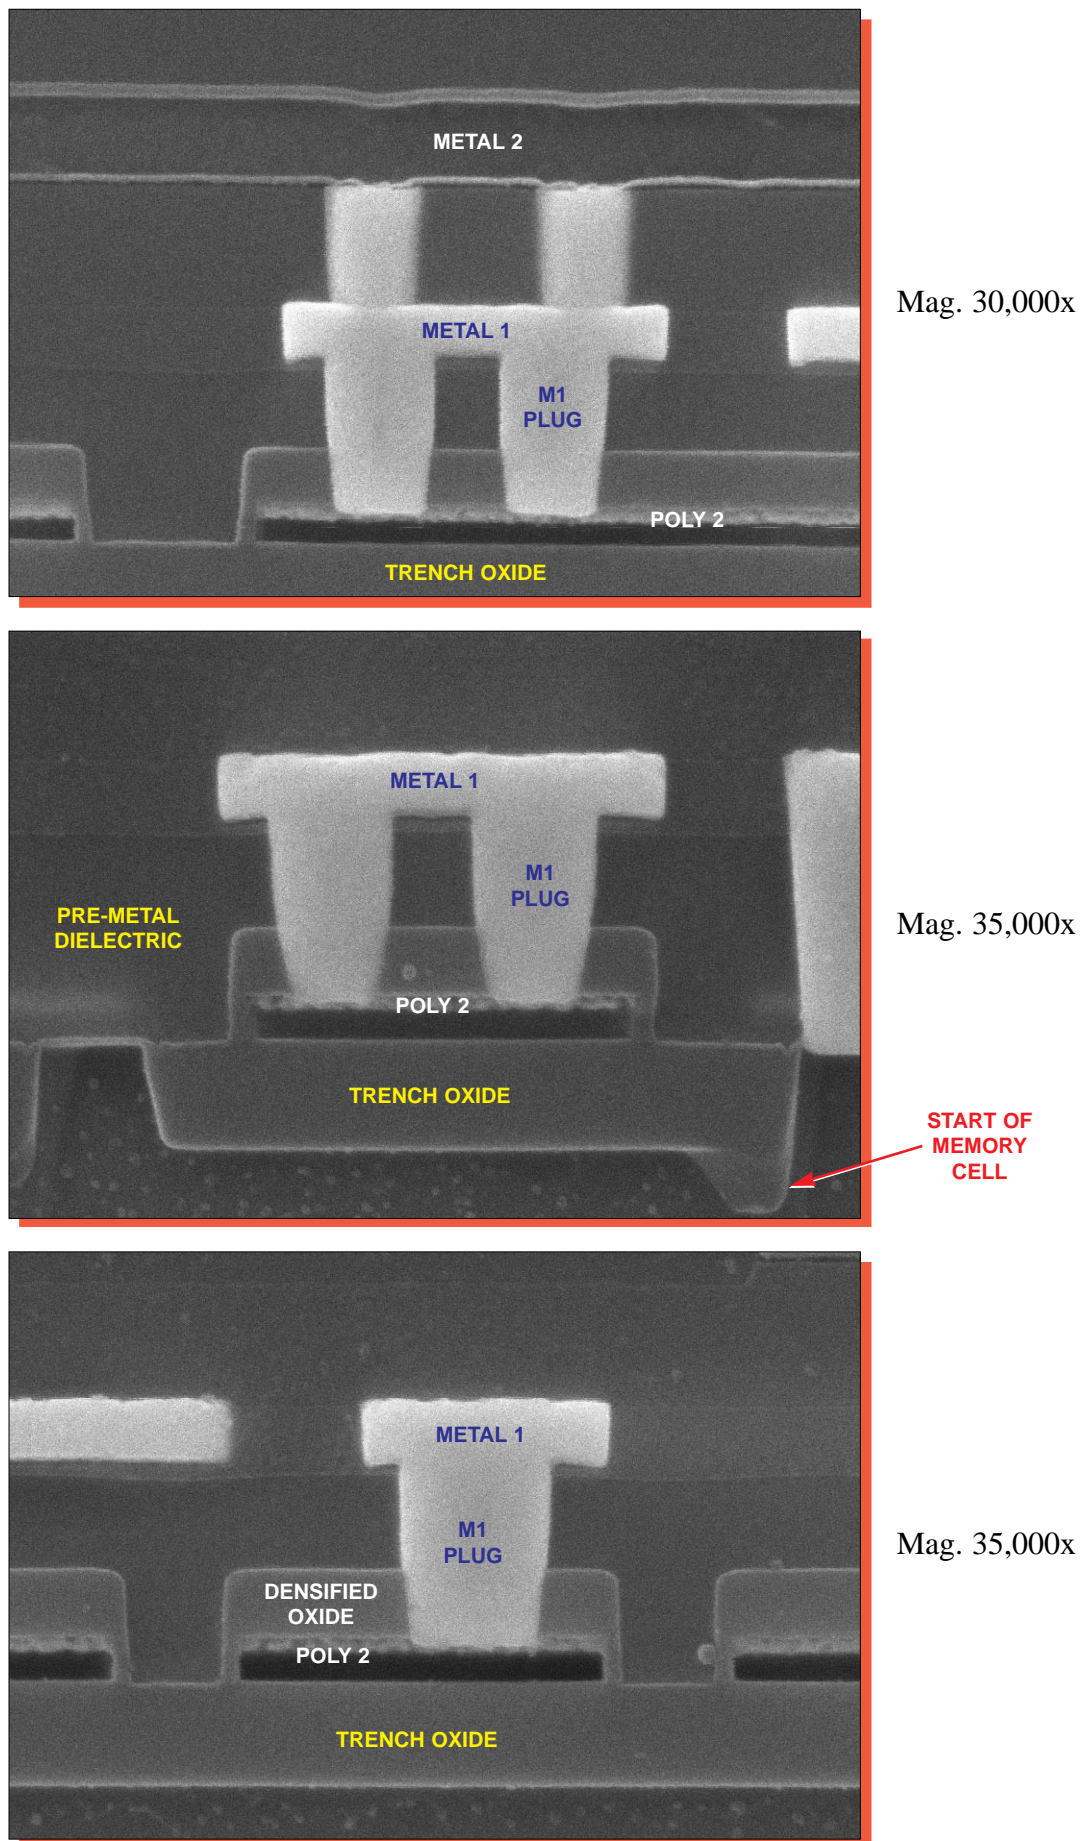 METAL 2
Mag. 30,000x
METAL 1
M1
PLUG
POLY 2
TRENCH OXIDE
METAL 1
M1
PLUG
PRE-METAL
DIELECTRIC
Mag. 35,000x
POLY 2
TRENCH OXIDE
START OF
MEMORY
CELL
METAL 1
M1
PLUG
Mag. 35,000x
DENSIFIED
OXIDE
POLY 2
TRENCH OXIDE